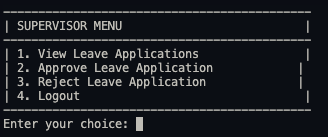 | SUPERVISOR MENU |
| 1. View Leave Applications |
| 2. Approve Leave Application |
| 3. Reject Leave Application |
| 4. Logout |
Enter your choice: